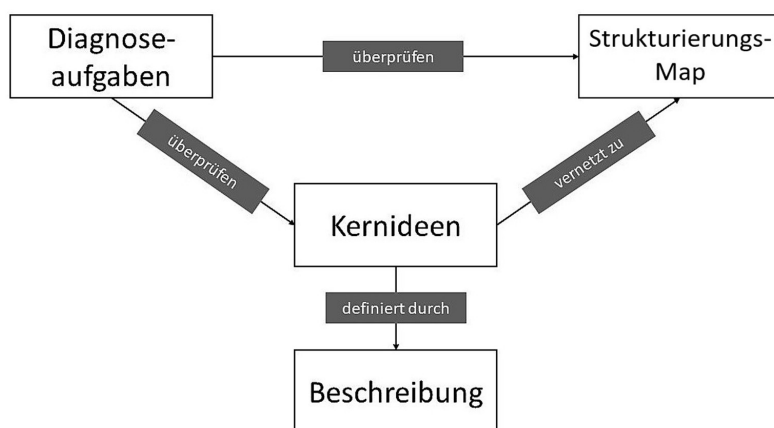 Diagnose-
aufgaben
überprüfen
Strukturierungs-
Map
überprüfen
vernetzt zu
Kernideen
definiert durch
Beschreibung